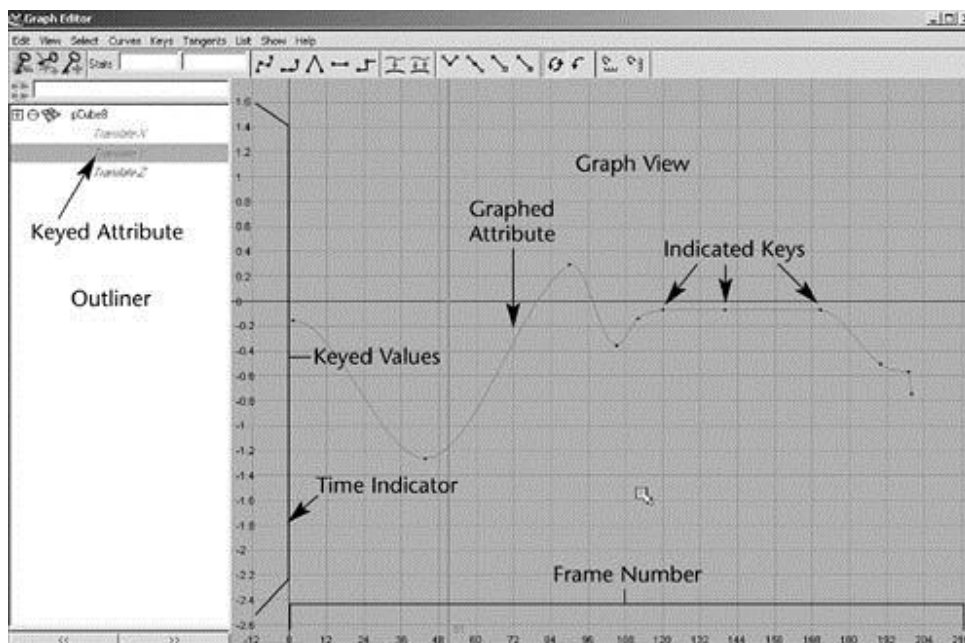 Graph Editor
Edit View Select Curves Keys Tangents List Show Help
Stats
pCube8
Translate X
Translate Z
Keyed Attribute
Outliner
Graph View
Graphed
Attribute
Indicated Keys
Keyed Values
Time Indicator
Frame Number
1.6
1.4
1.2
1
0.8
0.6
0.4
0.2
0
-0.2
-0.4
-0.6
-0.8
-1
-1.2
-1.4
-1.6
-1.8
-2
-2.2
-2.4
-2.6
<< >> -12 0 12 24 36 48 60 72 84 96 108 120 132 144 156 168 180 192 204